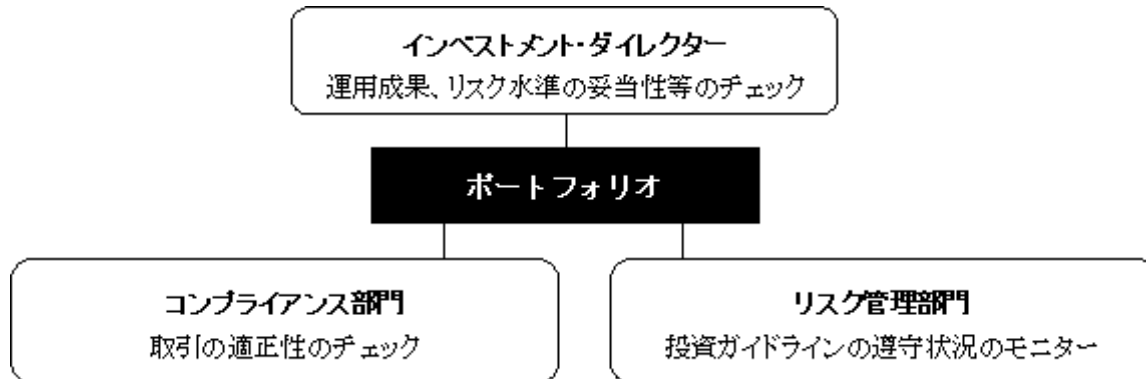 インベストメント・ダイレクター
運用成果、リスク水準の妥当性等のチェック
ポートフォリオ
コンプライアンス部門
取引の適正性のチェック
リスク管理部門
投資ガイドラインの遵守状況のモニター